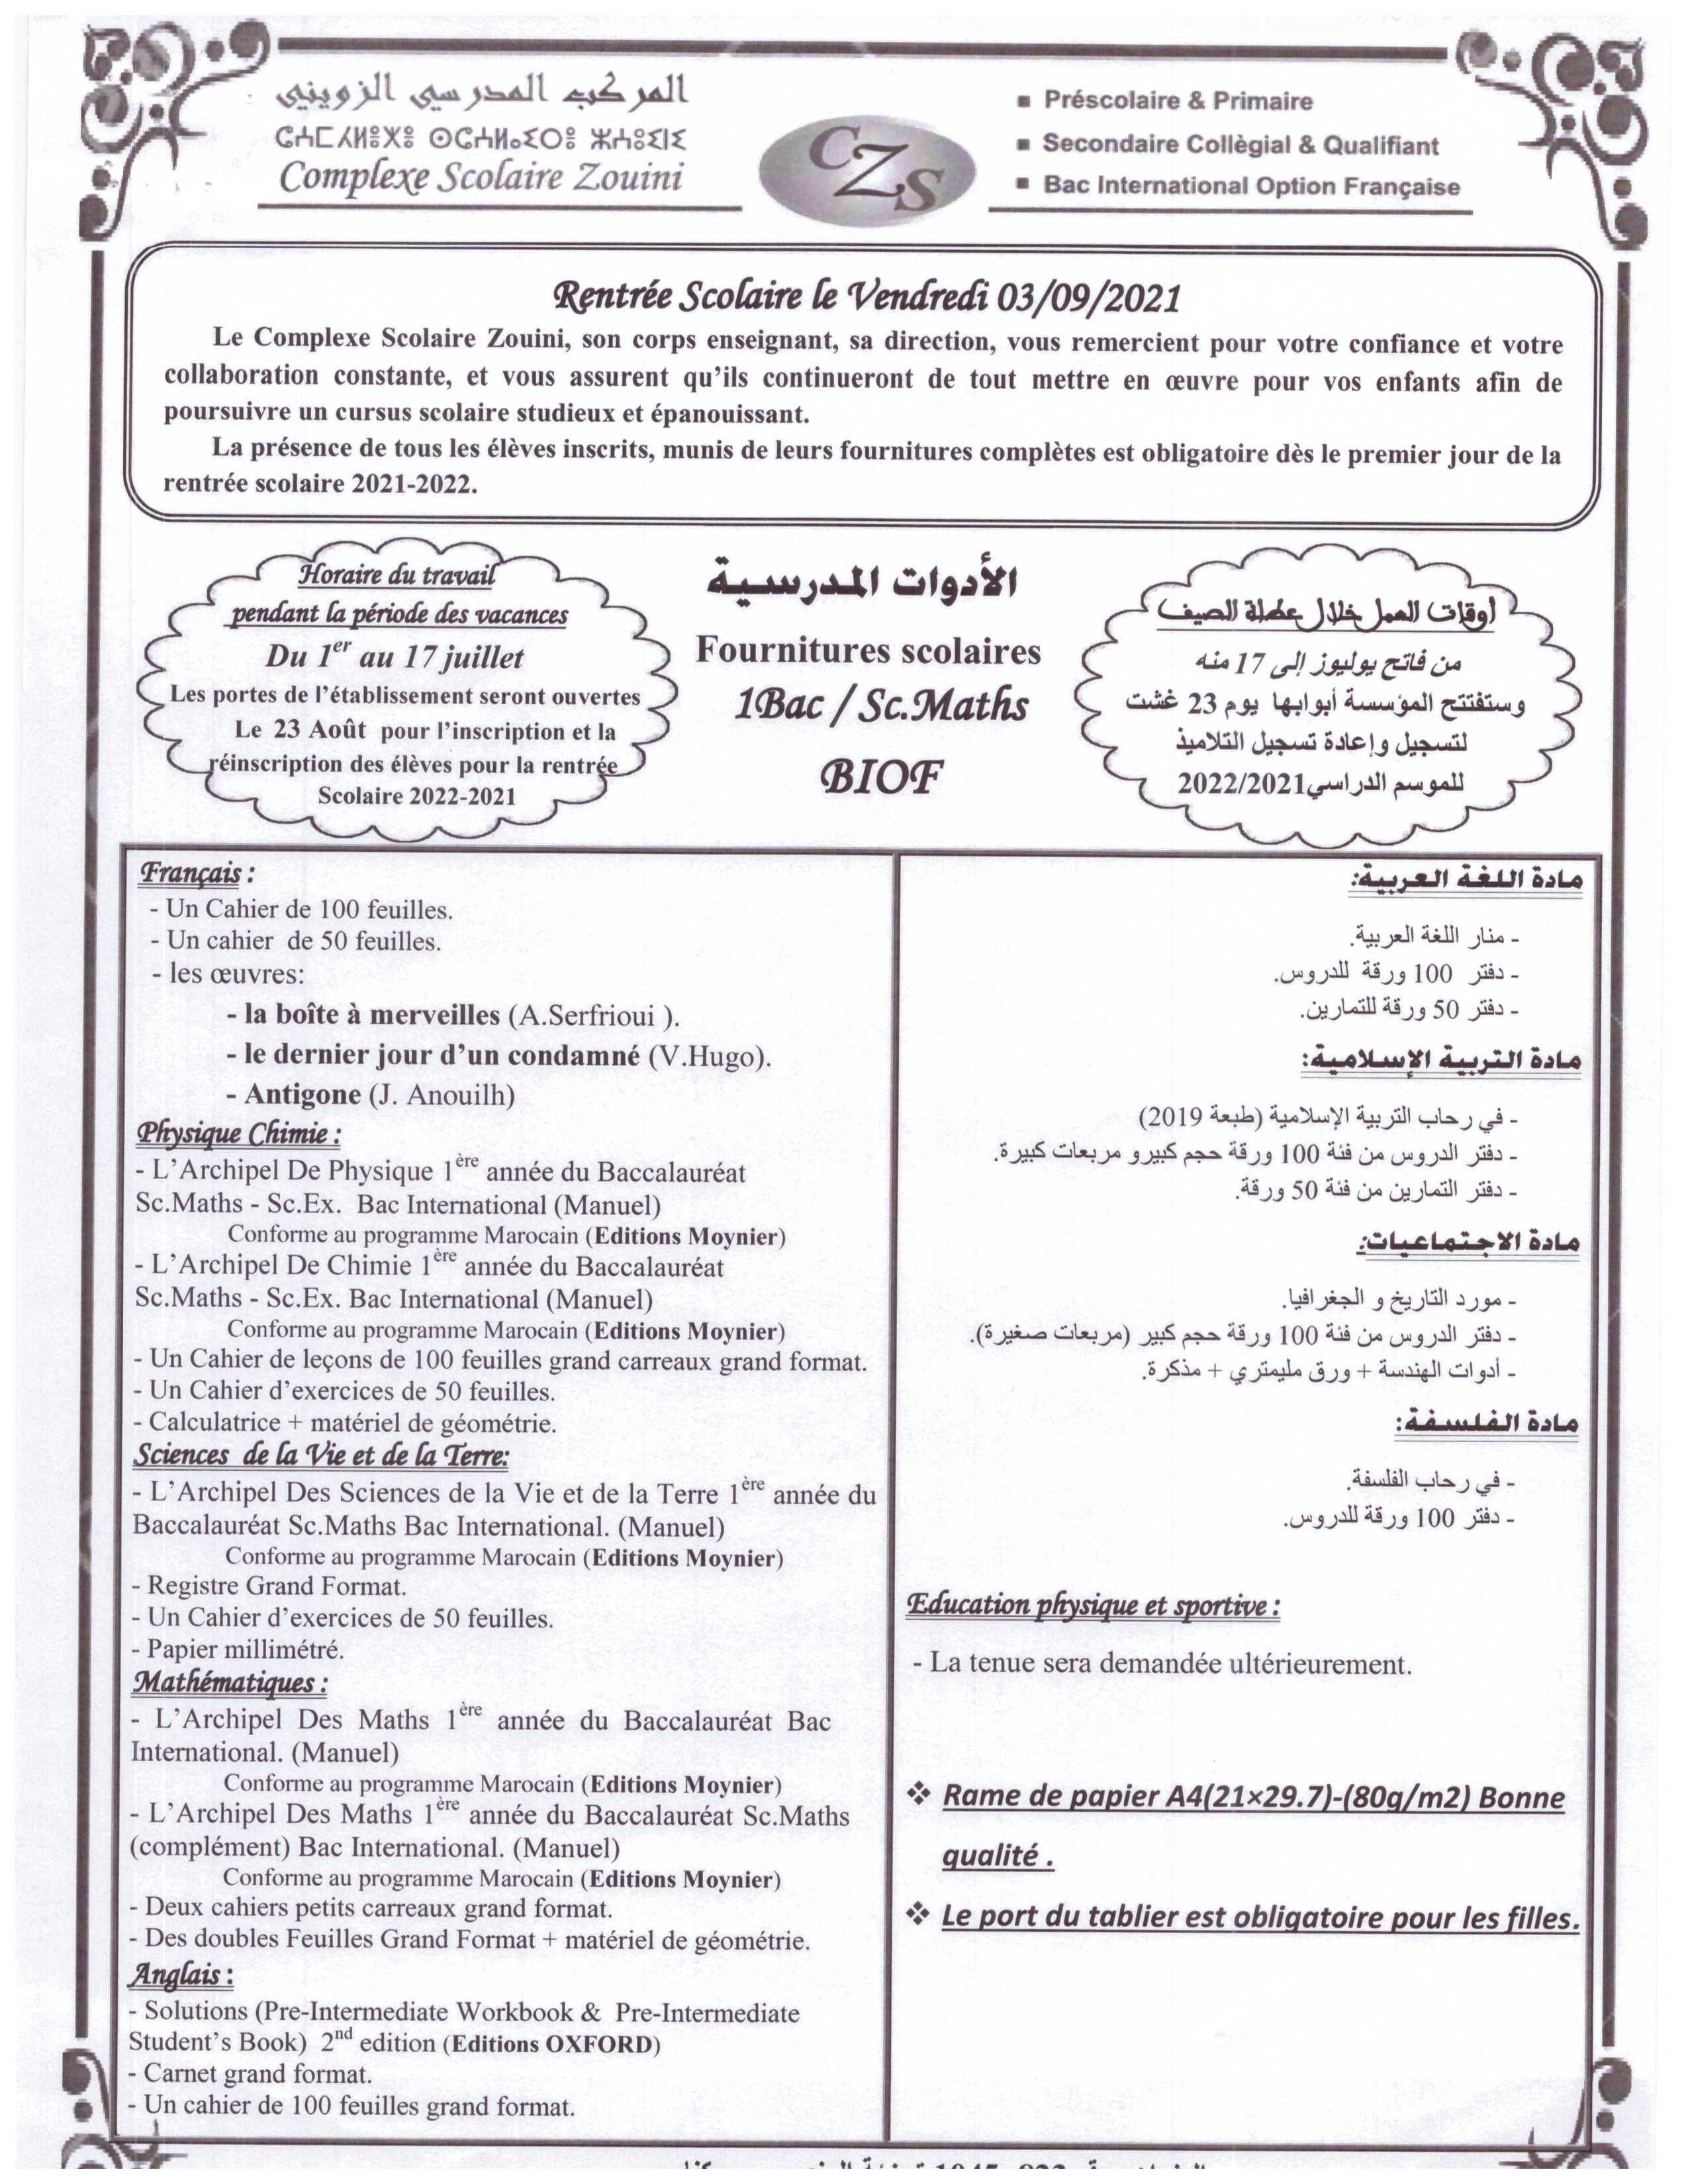 المركب المدرسي الزويني
ⵎⵙⵜ
Complexe Scolaire Zouini
CZS
▪ Préscolaire & Primaire
▪ Secondaire Collègial & Qualifiant
▪ Bac International Option Française
Rentrée Scolaire le Vendredi 03/09/2021
Le Complexe Scolaire Zouini, son corps enseignant, sa direction, vous remercient pour votre confiance et votre
collaboration constante, et vous assurent qu’ils continueront de tout mettre en œuvre pour vos enfants afin de
poursuivre un cursus scolaire studieux et épanouissant.
La présence de tous les élèves inscrits, munis de leurs fournitures complètes est obligatoire dès le premier jour de la
rentrée scolaire 2021-2022.
Horaire du travail
pendant la période des vacances
Du 1er au 17 juillet
Les portes de l’établissement seront ouvertes
Le 23 Août pour l’inscription et la
réinscription des élèves pour la rentrée
Scolaire 2022-2021
الأدوات المدرسية
Fournitures scolaires
1Bac / Sc.Maths
BIOF
أوقات العمل خلال عطلة الصيف
من فاتح يوليوز إلى 17 منه
وستفتتح المؤسسة أبوابها يوم 23 غشت
لتسجيل وإعادة تسجيل التلاميذ
للموسم الدراسي2022/2021
Français :
- Un Cahier de 100 feuilles.
- Un cahier de 50 feuilles.
- les œuvres:
- la boîte à merveilles (A.Serfrioui ).
- le dernier jour d’un condamné (V.Hugo).
- Antigone (J. Anouilh)
Physique Chimie :
- L’Archipel De Physique 1ère année du Baccalauréat
Sc.Maths - Sc.Ex. Bac International (Manuel)
Conforme au programme Marocain (Editions Moynier)
- L’Archipel De Chimie 1ère année du Baccalauréat
Sc.Maths - Sc.Ex. Bac International (Manuel)
Conforme au programme Marocain (Editions Moynier)
- Un Cahier de leçons de 100 feuilles grand carreaux grand format.
- Un Cahier d’exercices de 50 feuilles.
- Calculatrice + matériel de géométrie.
Sciences de la Vie et de la Terre:
- L’Archipel Des Sciences de la Vie et de la Terre 1ère année du
Baccalauréat Sc.Maths Bac International. (Manuel)
Conforme au programme Marocain (Editions Moynier)
- Registre Grand Format.
- Un Cahier d’exercices de 50 feuilles.
- Papier millimétré.
Mathématiques :
- L’Archipel Des Maths 1ère année du Baccalauréat Bac
International. (Manuel)
Conforme au programme Marocain (Editions Moynier)
- L’Archipel Des Maths 1ère année du Baccalauréat Sc.Maths
(complément) Bac International. (Manuel)
Conforme au programme Marocain (Editions Moynier)
- Deux cahiers petits carreaux grand format.
- Des doubles Feuilles Grand Format + matériel de géométrie.
Anglais :
- Solutions (Pre-Intermediate Workbook & Pre-Intermediate
Student’s Book) 2nd edition (Editions OXFORD)
- Carnet grand format.
- Un cahier de 100 feuilles grand format.
مادة اللغة العربية:
- منار اللغة العربية.
- دفتر 100 ورقة للدروس.
- دفتر 50 ورقة للتمارين.
مادة التربية الإسلامية:
- في رحاب التربية الإسلامية (طبعة 2019)
- دفتر الدروس من فئة 100 ورقة حجم كبيرو مربعات كبيرة.
- دفتر التمارين من فئة 50 ورقة.
مادة الاجتماعيات:
- مورد التاريخ و الجغرافيا.
- دفتر الدروس من فئة 100 ورقة حجم كبير (مربعات صغيرة).
- أدوات الهندسة + ورق مليمتري + مذكرة.
مادة الفلسفة:
- في رحاب الفلسفة.
- دفتر 100 ورقة للدروس.
Education physique et sportive :
- La tenue sera demandée ultérieurement.
❖ Rame de papier A4(21×29.7)-(80g/m2) Bonne
qualité .
❖ Le port du tablier est obligatoire pour les filles.